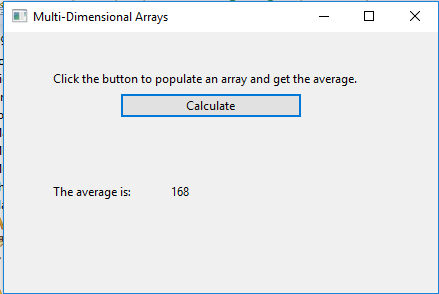 Multi-Dimensional Arrays
Click the button to populate an array and get the average.
Calculate
The average is: 168